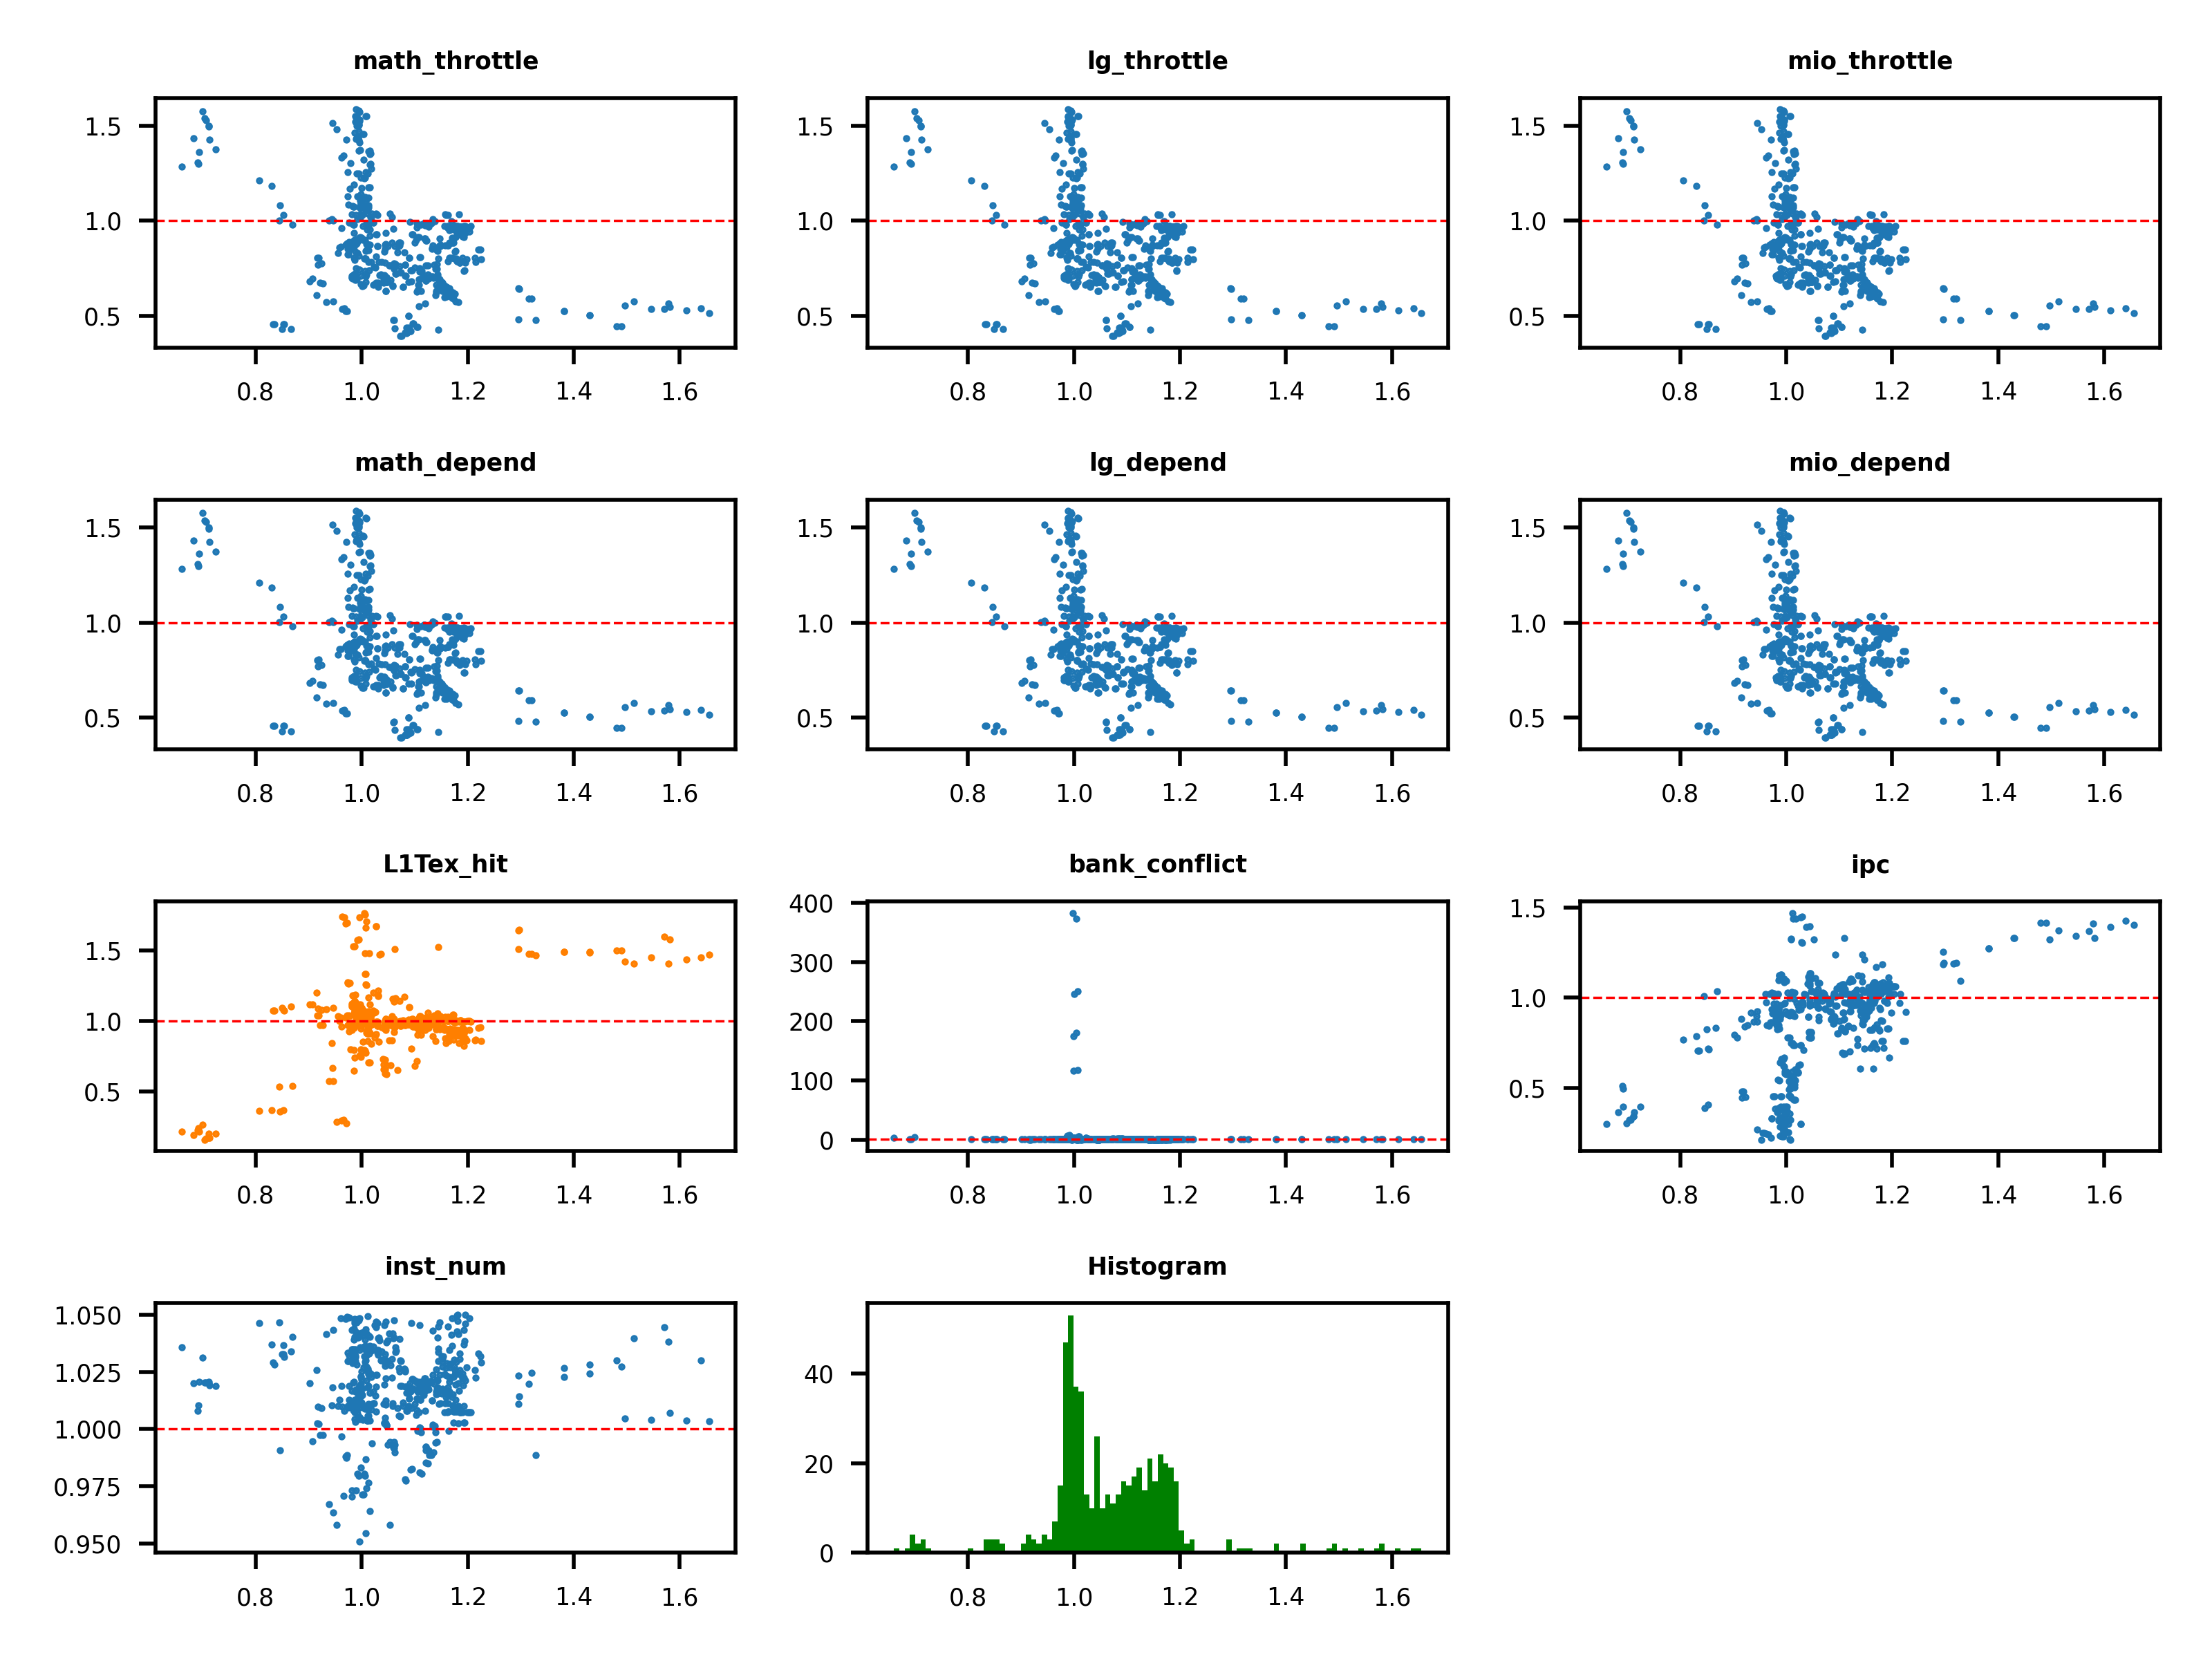 math_throttle lg_throttle mio_throttle
1.5 1.5 1.5
1.0 1.0 1.0
0.5 0.5 0.5
0.8 1.0 1.2 1.4 1.6 0.8 1.0 1.2 1.4 1.6 0.8 1.0 1.2 1.4 1.6
math_depend lg_depend mio_depend
1.5 1.5 1.5
1.0 1.0 1.0
0.5 0.5 0.5
0.8 1.0 1.2 1.4 1.6 0.8 1.0 1.2 1.4 1.6 0.8 1.0 1.2 1.4 1.6
L1Tex_hit bank_conflict ipc
400 1.5
1.5 300
1.0 200 1.0
0.5 100 0.5
0
0.8 1.0 1.2 1.4 1.6 0.8 1.0 1.2 1.4 1.6 0.8 1.0 1.2 1.4 1.6
inst_num Histogram
1.050
1.025 40
1.000
0.975 20
0.950 0
0.8 1.0 1.2 1.4 1.6 0.8 1.0 1.2 1.4 1.6